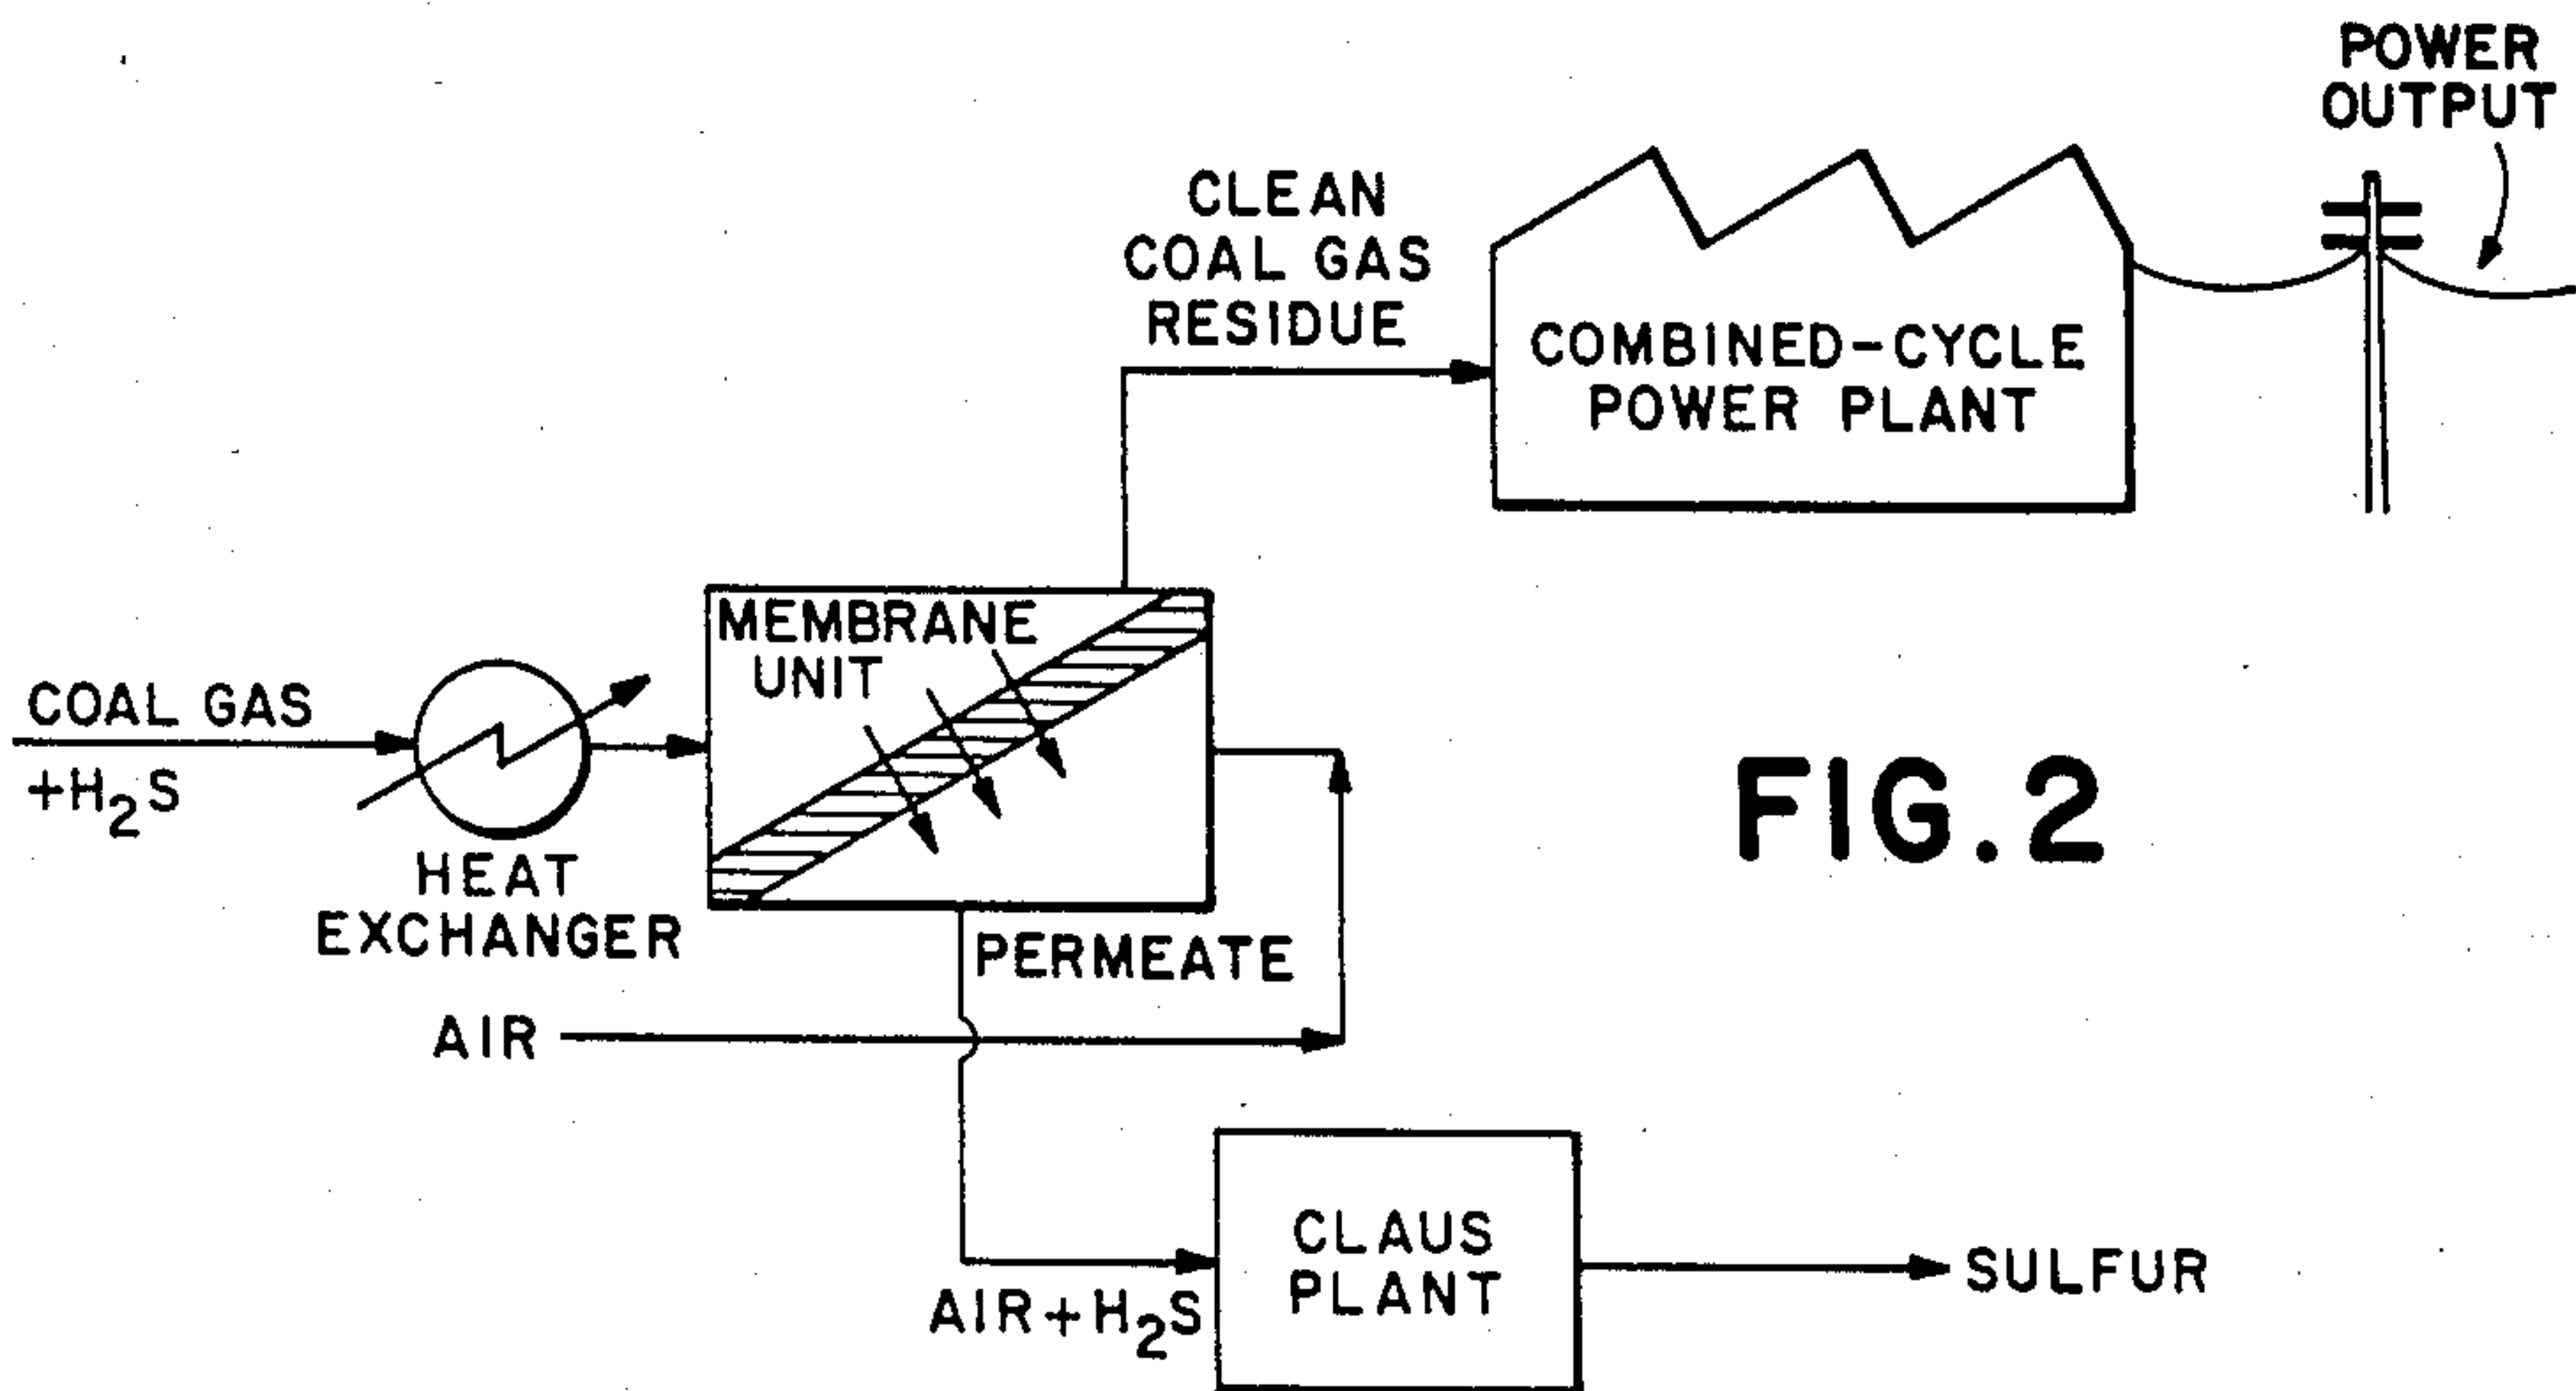 POWER
OUTPUT
CLEAN
COAL GAS
RESIDUE
COMBINED-CYCLE
POWER PLANT
MEMBRANE
UNIT
COAL GAS
+H₂S
HEAT
EXCHANGER
FIG.2
PERMEATE
AIR
CLAUS
PLANT
SULFUR
AIR+H₂S